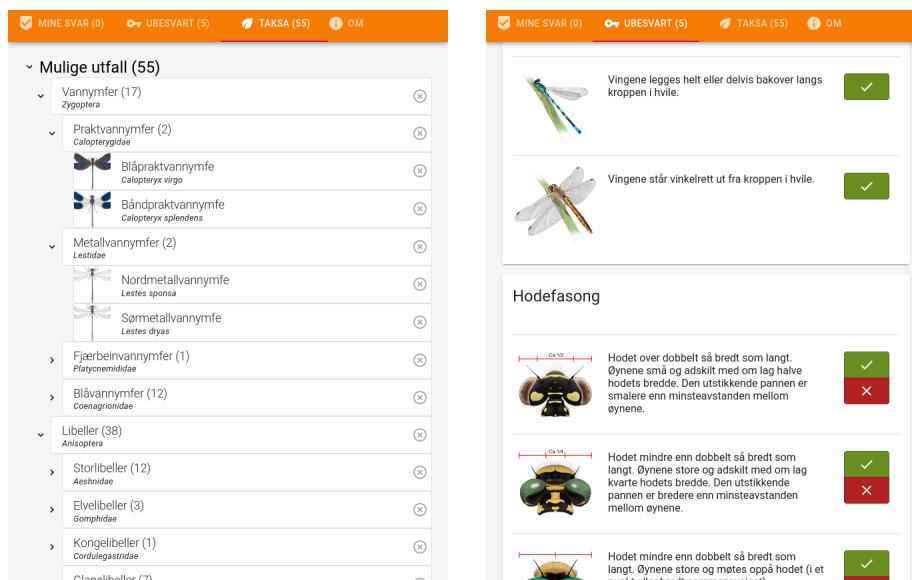 MINE SVAR (0) UBESVART (5) TAKSA (55) OM
Mulige utfall (55)
Vannymfer (17)
Zygoptera
Praktvannymfer (2)
Calopterygidae
Blåpraktvannymfe
Calopteryx virgo
Båndpraktvannymfe
Calopteryx splendens
Metallvannymfer (2)
Lestidae
Nordmetallvannymfe
Lestes sponsa
Sørmetallvannymfe
Lestes dryas
Fjærbeinvannymfer (1)
Platycnemididae
Blåvannymfer (12)
Coenagrionidae
Libeller (38)
Anisoptera
Storlibeller (12)
Aeshnidae
Elvelibeller (3)
Gomphidae
Kongelibeller (1)
Cordulegastridae
Glanslibeller (7)
MINE SVAR (0) UBESVART (5) TAKSA (55) OM
Vingene legges helt eller delvis bakover langs
kroppen i hvile.
Vingene står vinkelrett ut fra kroppen i hvile.
Hodefasong
Ca 1/2
Hodet over dobbelt så bredt som langt.
Øynene små og adskilt med om lag halve
hodets bredde. Den utstikkende pannen er
smalere enn minsteavstanden mellom
øynene.
Ca 1/4
Hodet mindre enn dobbelt så bredt som
langt. Øynene store og adskilt med om lag
kvarte hodets bredde. Den utstikkende
pannen er bredere enn minsteavstanden
mellom øynene.
Hodet mindre enn dobbelt så bredt som
langt. Øynene store og møtes oppå hodet (i et